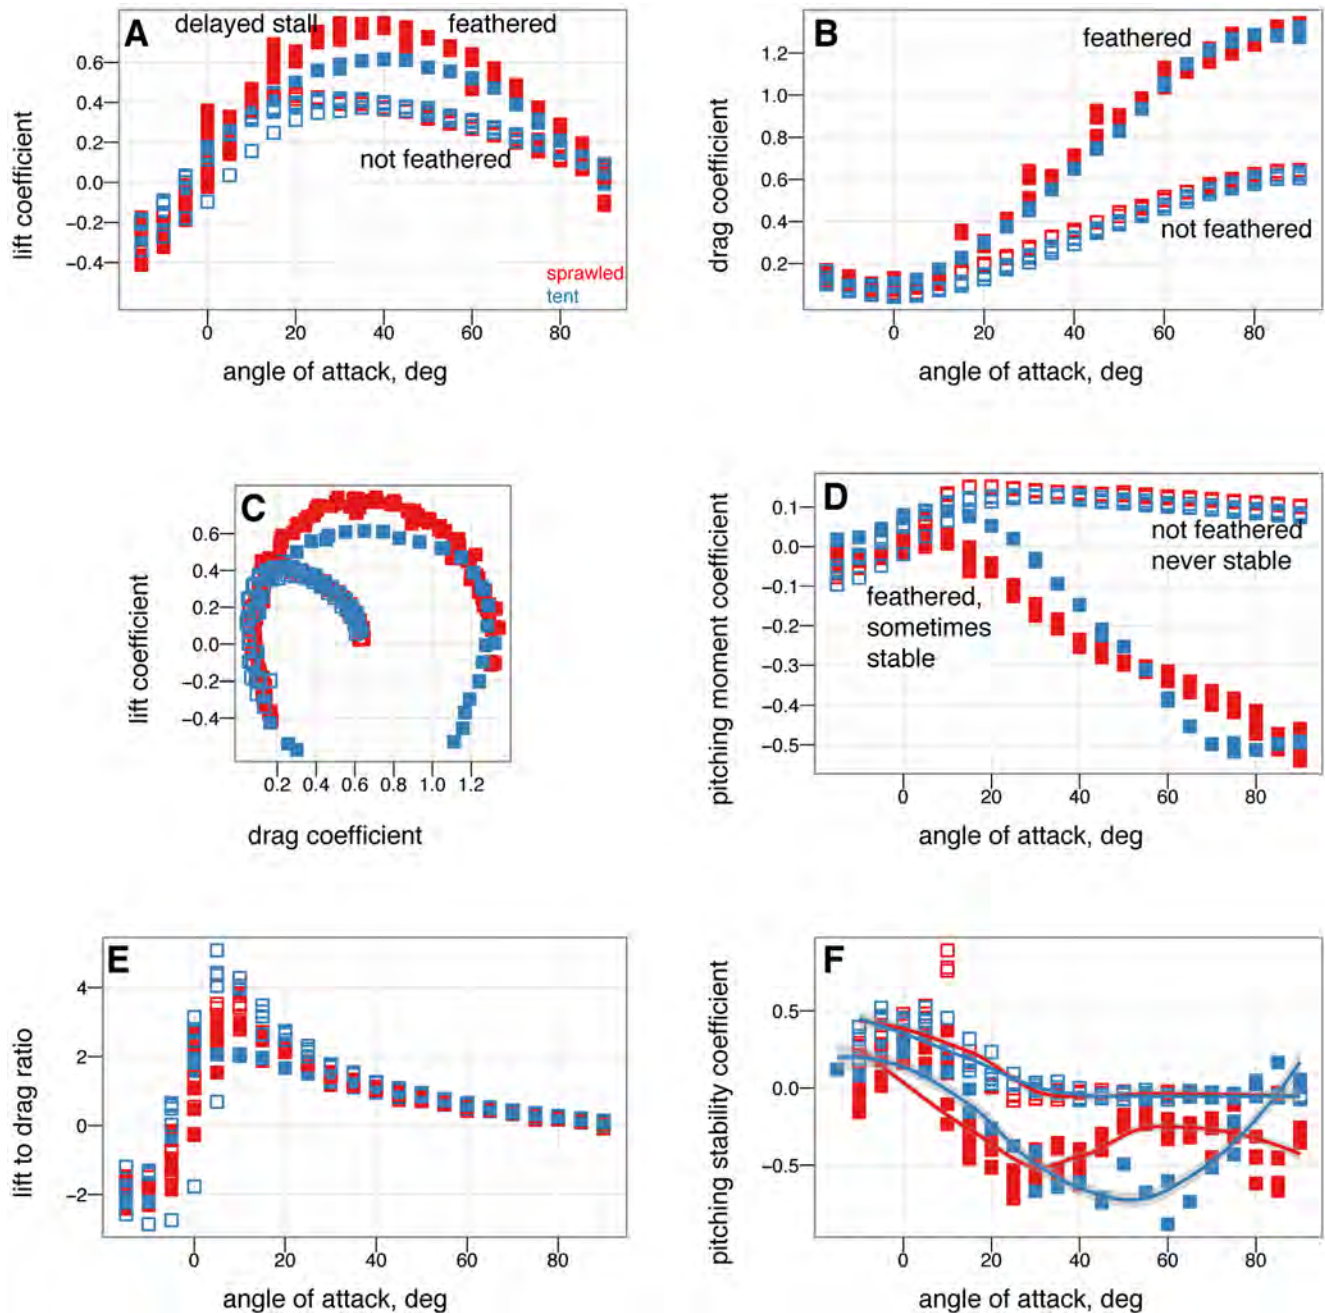 A
delayed stall
feathered
not feathered
sprawled
tent
lift coefficient
0.6
0.4
0.2
0.0
−0.2
−0.4
0
20
40
60
80
angle of attack, deg
B
feathered
not feathered
drag coefficient
1.2
1.0
0.8
0.6
0.4
0.2
0
20
40
60
80
angle of attack, deg
C
lift coefficient
0.6
0.4
0.2
0.0
−0.2
−0.4
0.2
0.4
0.6
0.8
1.0
1.2
drag coefficient
D
not feathered
never stable
feathered,
sometimes
stable
pitching moment coefficient
0.1
0.0
−0.1
−0.2
−0.3
−0.4
−0.5
0
20
40
60
80
angle of attack, deg
E
lift to drag ratio
4
2
0
−2
0
20
40
60
80
angle of attack, deg
F
pitching stability coefficient
0.5
0.0
−0.5
0
20
40
60
80
angle of attack, deg